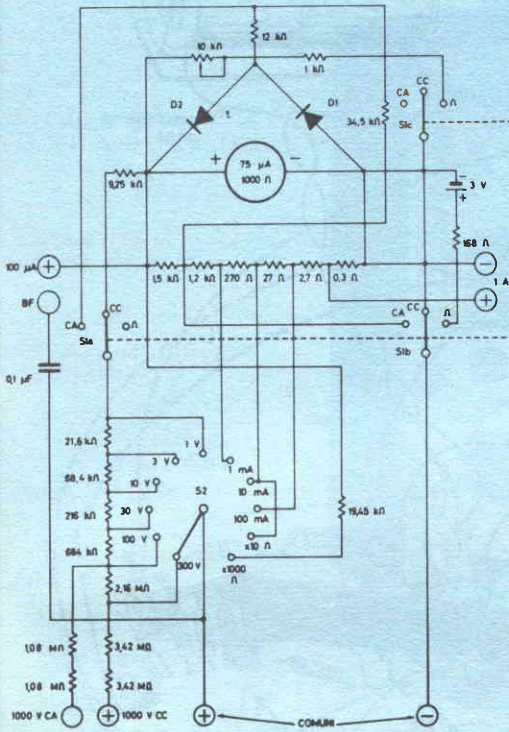 12 kΩ
10 kΩ
1 kΩ
CC
CA
Ω
D2
D1
34,5 kΩ
S1c
+ 75 μA −
1000 Ω
9,25 kΩ
3 V
+
168 Ω
100 μA +
−
1,5 kΩ 1,2 kΩ 270 Ω 27 Ω 2,7 Ω 0,3 Ω
1 A
+
BF
CC
CA
Ω
S1a
CC
CA
Ω
S1b
0,1 μF
21,6 kΩ
1 V
3 V
1 mA
68,4 kΩ
10 V
S2
10 mA
216 kΩ
30 V
100 mA
19,45 kΩ
684 kΩ
100 V
x10 Ω
300 V
x1000 Ω
2,16 MΩ
1,08 MΩ
3,42 MΩ
1,08 MΩ
3,42 MΩ
1000 V CA
+ 1000 V CC
+
COMUNI
−